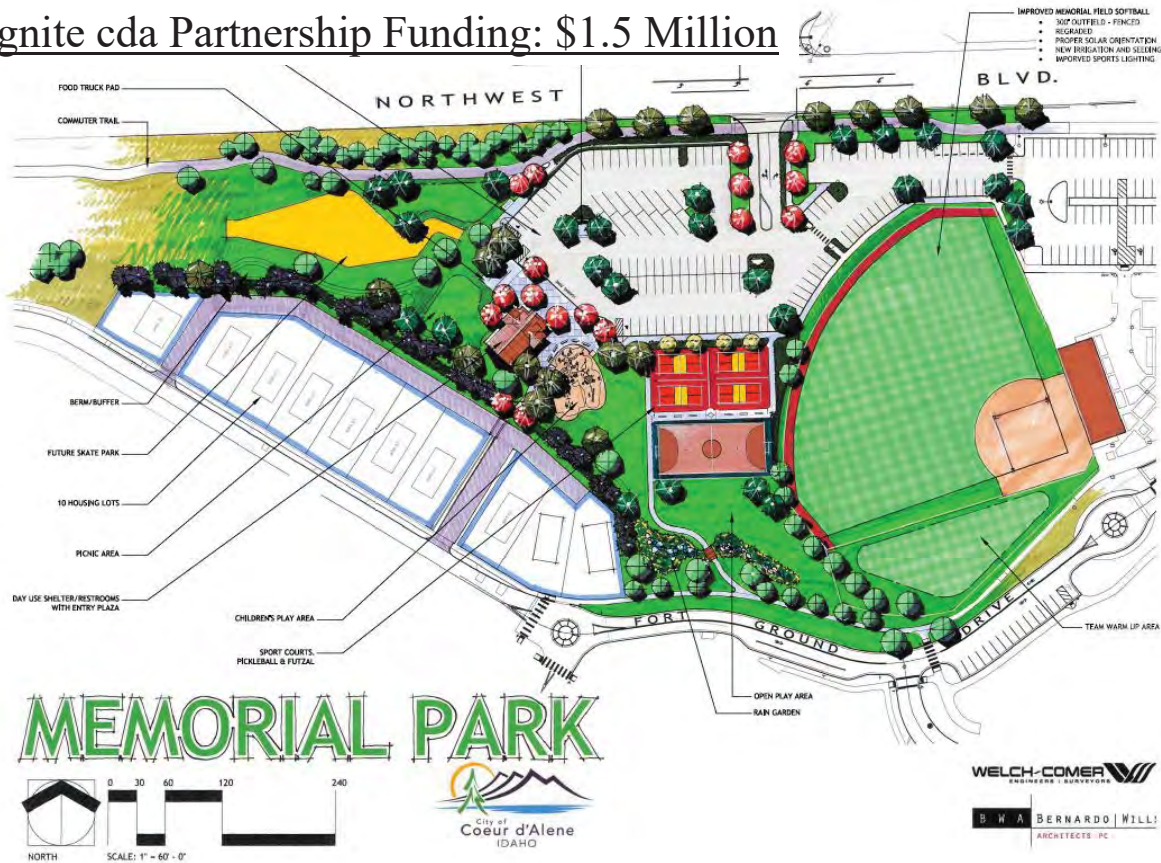 gnite cda Partnership Funding: $1.5 Million
IMPROVED MEMORIAL FIELD SOFTBALL
• 300' OUTFIELD - FENCED
• REGRADED
• PROPER SOLAR ORIENTATION
• NEW IRRIGATION AND SEEDING
• IMPORVED SPORTS LIGHTING
NORTHWEST BLVD.
FOOD TRUCK PAD
COMMUTER TRAIL
BERM/BUFFER
FUTURE SKATE PARK
10 HOUSING LOTS
PICNIC AREA
DAY USE SHELTER/RESTROOMS
WITH ENTRY PLAZA
CHILDREN'S PLAY AREA
SPORT COURTS,
PICKLEBALL & FUTZAL
FORT GROUND DRIVE
TEAM WARM UP AREA
OPEN PLAY AREA
RAIN GARDEN
MEMORIAL PARK
0 30 60 120 240
NORTH
SCALE: 1" = 60' - 0"
City of
Coeur d'Alene
IDAHO
WELCH-COMER
ENGINEERS | SURVEYORS
BWA BERNARDO | WILLS
ARCHITECTS PC